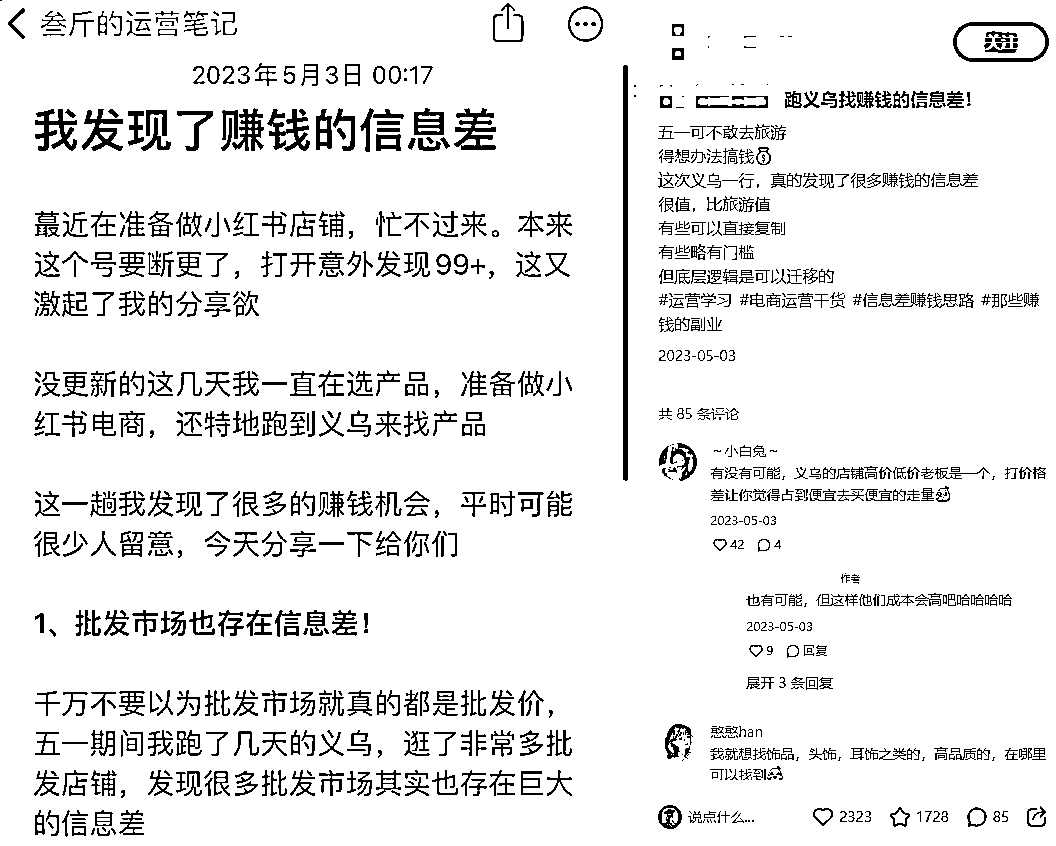 叁斤的运营笔记
2023年5月3日 00:17
我发现了赚钱的信息差
最近在准备做小红书店铺，忙不过来。本来
这个号要断更了，打开意外发现99+，这又
激起了我的分享欲
没更新的这几天我一直在选产品，准备做小
红书电商，还特地跑到义乌来找产品
这一趟我发现了很多的赚钱机会，平时可能
很少人留意，今天分享一下给你们
1、批发市场也存在信息差！
千万不要以为批发市场就真的都是批发价，
五一期间我跑了几天的义乌，逛了非常多批
发店铺，发现很多批发市场其实也存在巨大
的信息差
关注
跑义乌找赚钱的信息差！
五一可不敢去旅游
得想办法搞钱💰
这次义乌一行，真的发现了很多赚钱的信息差
很值，比旅游值
有些可以直接复制
有些略有门槛
但底层逻辑是可以迁移的
#运营学习 #电商运营干货 #信息差赚钱思路 #那些赚
钱的副业
2023-05-03
共 85 条评论
～小白兔～
有没有可能，义乌的店铺高价低价老板是一个，打价格
差让你觉得占到便宜去买便宜的走量
2023-05-03
42 4
作者
也有可能，但这样他们成本会高吧哈哈哈哈
2023-05-03
9 回复
展开 3 条回复
憨憨han
我就想找饰品，头饰，耳饰之类的，高品质的，在哪里
可以找到
说点什么... 2323 1728 85